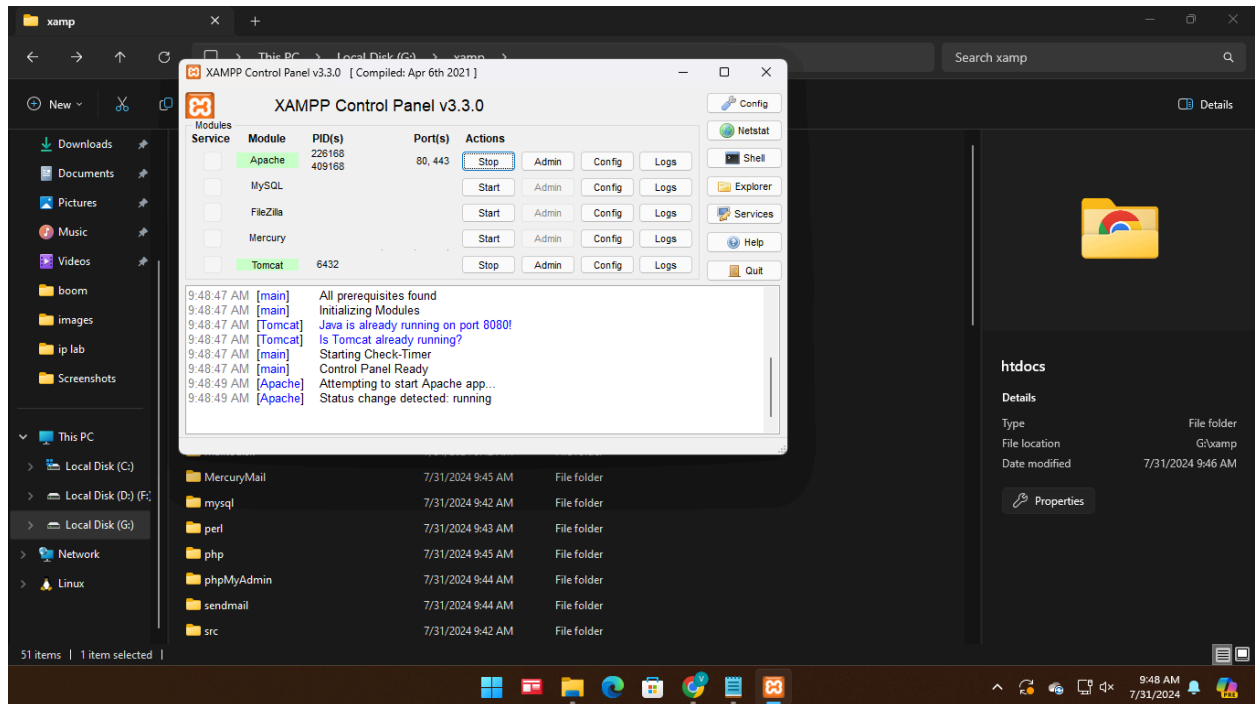 xamp
This PC > Local Disk (G:) > xamp >
Search xamp
New
Details
Downloads
Documents
Pictures
Music
Videos
boom
images
ip lab
Screenshots
This PC
Local Disk (C:)
Local Disk (D:) (F:)
Local Disk (G:)
Network
Linux
XAMPP Control Panel v3.3.0 [ Compiled: Apr 6th 2021 ]
XAMPP Control Panel v3.3.0
Modules
Service Module PID(s) Port(s) Actions
Apache 226168 409168 80, 443 Stop Admin Config Logs
MySQL Start Admin Config Logs
FileZilla Start Admin Config Logs
Mercury Start Admin Config Logs
Tomcat 6432 Stop Admin Config Logs
Config
Netstat
Shell
Explorer
Services
Help
Quit
9:48:47 AM [main] All prerequisites found
9:48:47 AM [main] Initializing Modules
9:48:47 AM [Tomcat] Java is already running on port 8080!
9:48:47 AM [Tomcat] Is Tomcat already running?
9:48:47 AM [main] Starting Check-Timer
9:48:47 AM [main] Control Panel Ready
9:48:49 AM [Apache] Attempting to start Apache app...
9:48:49 AM [Apache] Status change detected: running
MercuryMail 7/31/2024 9:45 AM File folder
mysql 7/31/2024 9:42 AM File folder
perl 7/31/2024 9:43 AM File folder
php 7/31/2024 9:45 AM File folder
phpMyAdmin 7/31/2024 9:44 AM File folder
sendmail 7/31/2024 9:44 AM File folder
src 7/31/2024 9:42 AM File folder
htdocs
Details
Type File folder
File location G:\xamp
Date modified 7/31/2024 9:46 AM
Properties
51 items | 1 item selected |
9:48 AM
7/31/2024
PRE